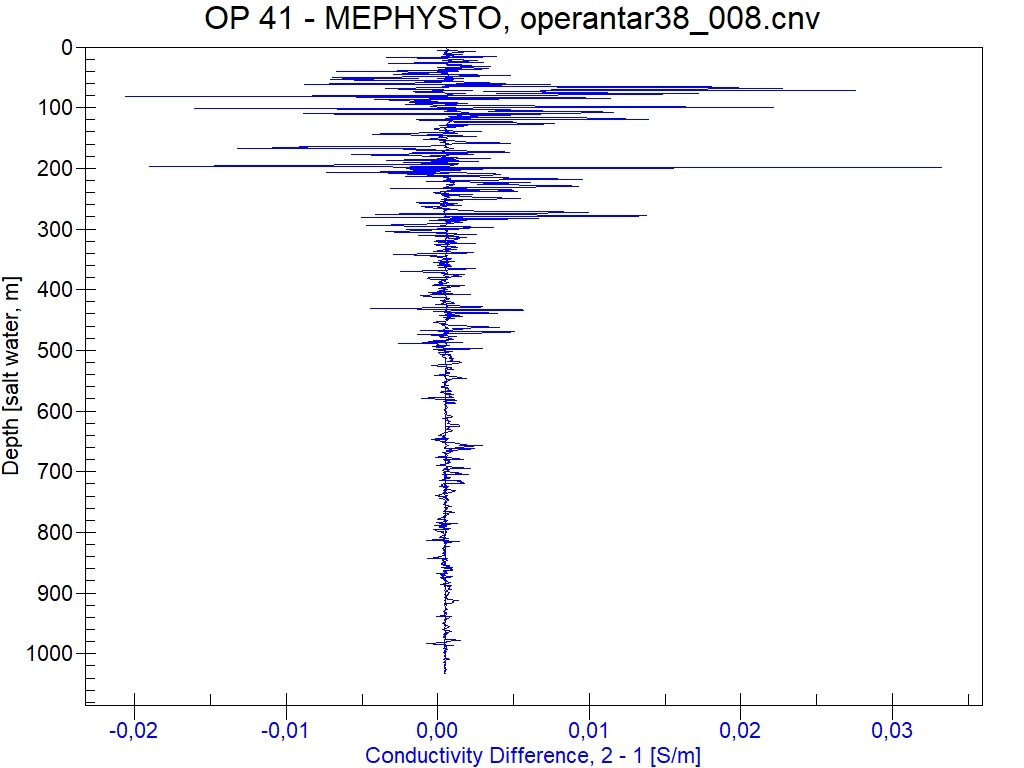 OP 41 - MEPHYSTO, operantar38_008.cnv
0
100
200
300
400
500
600
700
800
900
1000
Depth [salt water, m]
-0,02 -0,01 0,00 0,01 0,02 0,03
Conductivity Difference, 2 - 1 [S/m]